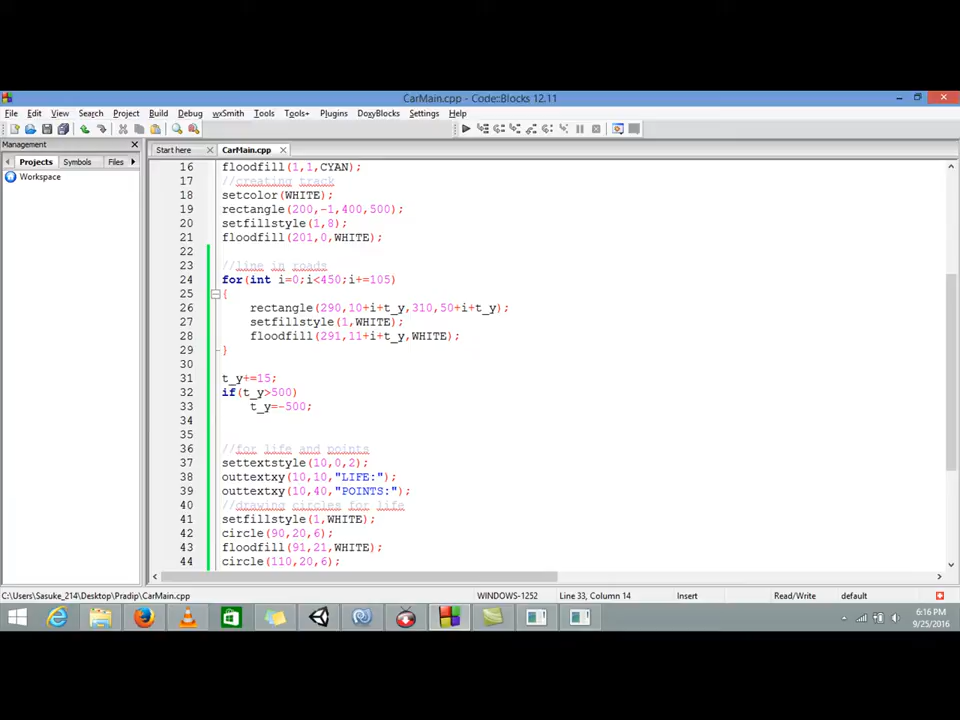 CarMain.cpp - Code::Blocks 12.11
File Edit View Search Project Build Debug wxSmith Tools Tools+ Plugins DoxyBlocks Settings Help
Management
Start here
CarMain.cpp
Projects Symbols Files
Workspace
16 floodfill(1,1,CYAN);
17 //creating track
18 setcolor(WHITE);
19 rectangle(200,-1,400,500);
20 setfillstyle(1,8);
21 floodfill(201,0,WHITE);
22
23 //line in roads
24 for(int i=0;i<450;i+=105)
25 {
26 rectangle(290,10+i+t_y,310,50+i+t_y);
27 setfillstyle(1,WHITE);
28 floodfill(291,11+i+t_y,WHITE);
29 }
30
31 t_y+=15;
32 if(t_y>500)
33 t_y=-500;
34
35
36 //for life and points
37 settextstyle(10,0,2);
38 outtextxy(10,10,"LIFE:");
39 outtextxy(10,40,"POINTS:");
40 //drawing circles for life
41 setfillstyle(1,WHITE);
42 circle(90,20,6);
43 floodfill(91,21,WHITE);
44 circle(110,20,6);
C:\Users\Sasuke_214\Desktop\Pradip\CarMain.cpp WINDOWS-1252 Line 33, Column 14 Insert Read/Write default
6:16 PM
9/25/2016